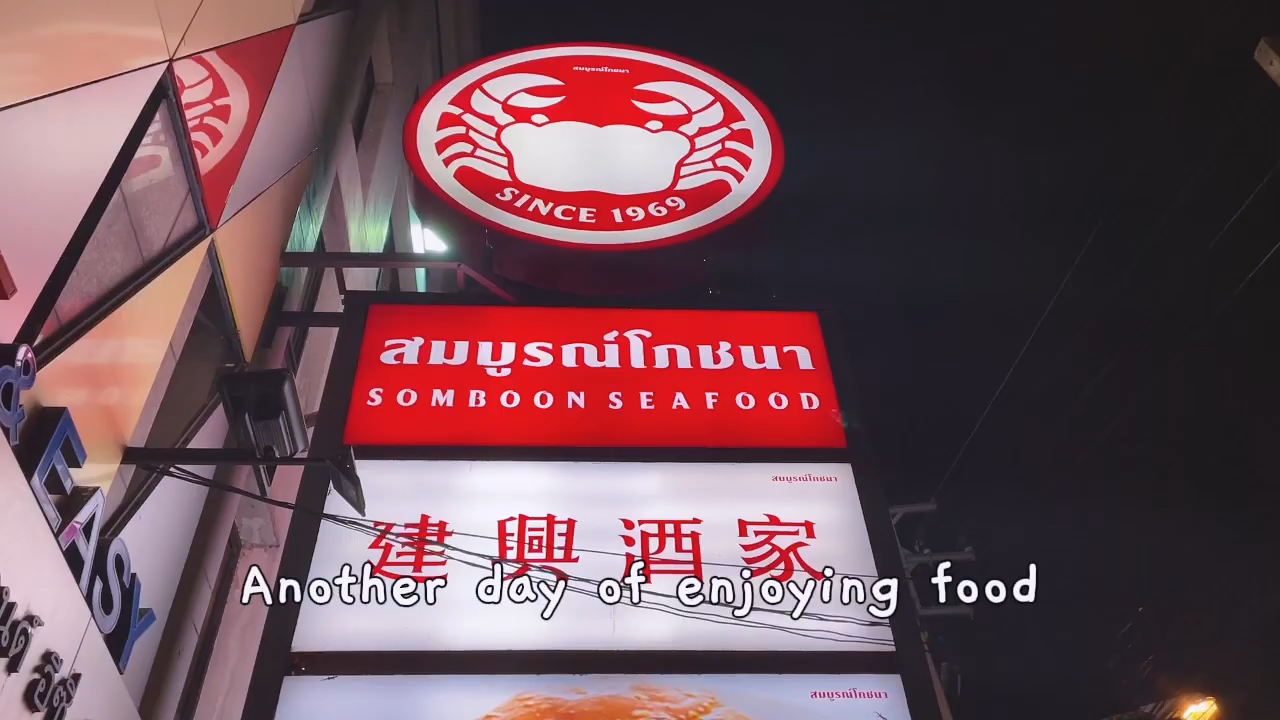 สมบูรณ์โภชนา
SINCE 1969
สมบูรณ์โภชนา
SOMBOON SEAFOOD
สมบูรณ์โภชนา
建興酒家
Another day of enjoying food
สมบูรณ์โภชนา
& EASY